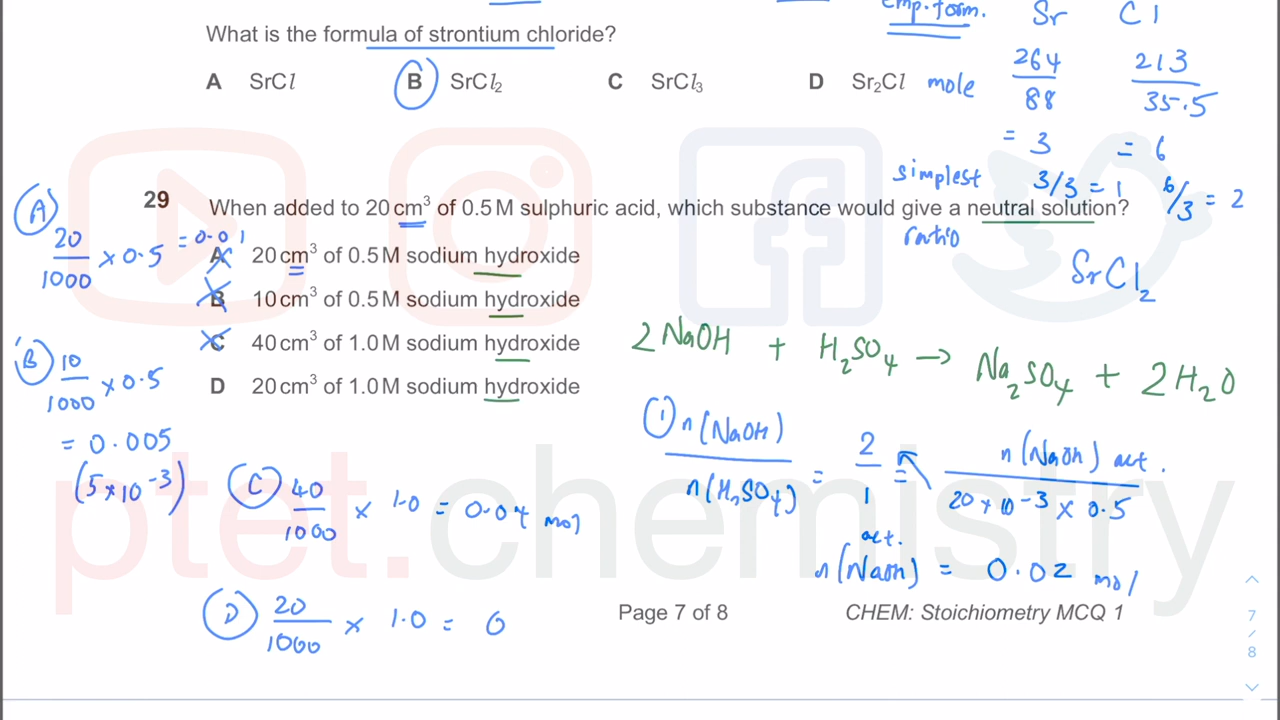 emp. form. Sr Cl
What is the formula of strontium chloride?
A SrCl B SrCl₂ C SrCl₃ D Sr₂Cl
mole 264/88 213/35.5
= 3 = 6
simplest ratio 3/3 = 1 6/3 = 2
SrCl₂
29 When added to 20 cm³ of 0.5 M sulphuric acid, which substance would give a neutral solution?
A 20 cm³ of 0.5 M sodium hydroxide
B 10 cm³ of 0.5 M sodium hydroxide
C 40 cm³ of 1.0 M sodium hydroxide
D 20 cm³ of 1.0 M sodium hydroxide
(A) 20/1000 × 0.5 = 0.01
(B) 10/1000 × 0.5
= 0.005
(5 × 10⁻³)
(C) 40/1000 × 1.0 = 0.04 mol
(D) 20/1000 × 1.0 = 0
2NaOH + H₂SO₄ → Na₂SO₄ + 2H₂O
(1) n(NaOH)/n(H₂SO₄) = 2/1 = n(NaOH) act./20 × 10⁻³ × 0.5
act.
n(NaOH) = 0.02 mol
ptet.chemistry
Page 7 of 8 CHEM: Stoichiometry MCQ 1
7
/
8